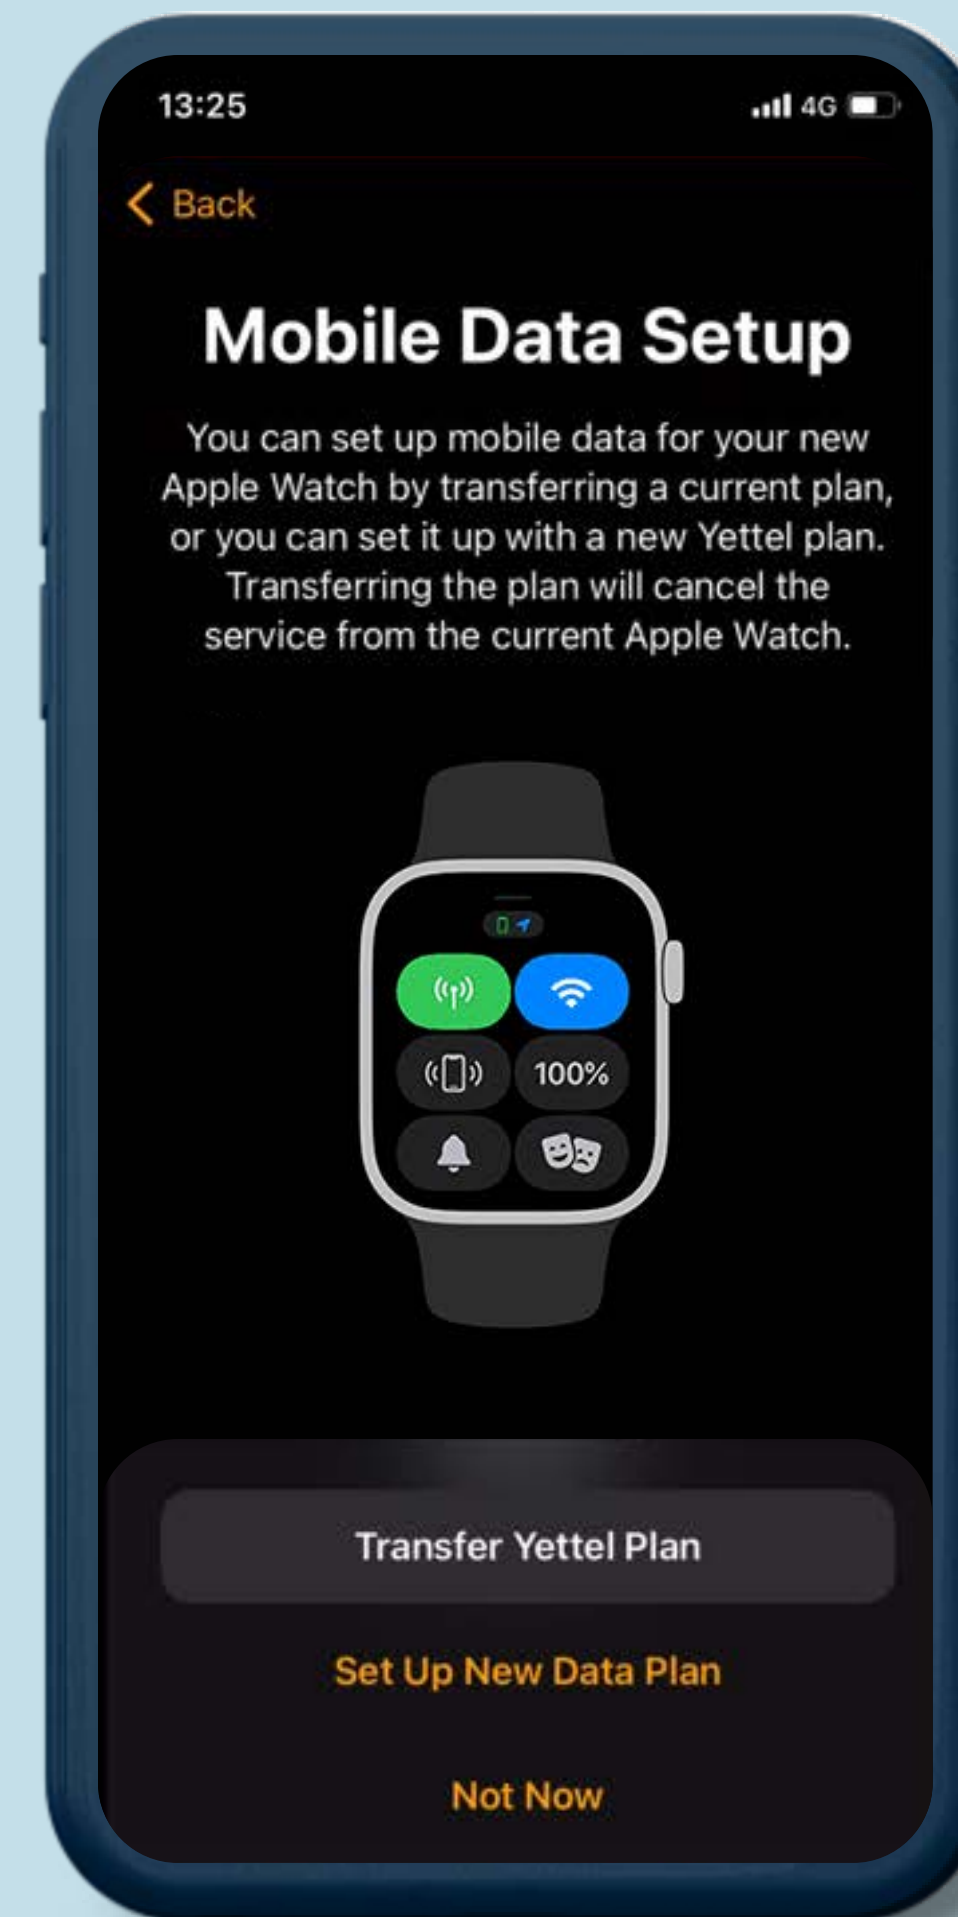 13:25
4G
Back
Mobile Data Setup
You can set up mobile data for your new
Apple Watch by transferring a current plan,
or you can set it up with a new Yettel plan.
Transferring the plan will cancel the
service from the current Apple Watch.
100%
Transfer Yettel Plan
Set Up New Data Plan
Not Now